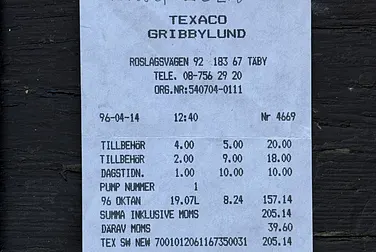 TEXACO
GRIBBYLUND
ROSLAGSVÄGEN 92 183 67 TÄBY
TELE. 08-756 29 20
ORG.NR:540704-0111
96-04-14 12:40 Nr 4669
TILLBEHÖR 4.00 5.00 20.00
TILLBEHÖR 2.00 9.00 18.00
DAGSTIDN. 1.00 10.00 10.00
PUMP NUMMER 1
96 OKTAN 19.07L 8.24 157.14
SUMMA INKLUSIVE MOMS 205.14
DÄRAV MOMS 39.60
TEX SW NEW 7001012061167350031 205.14